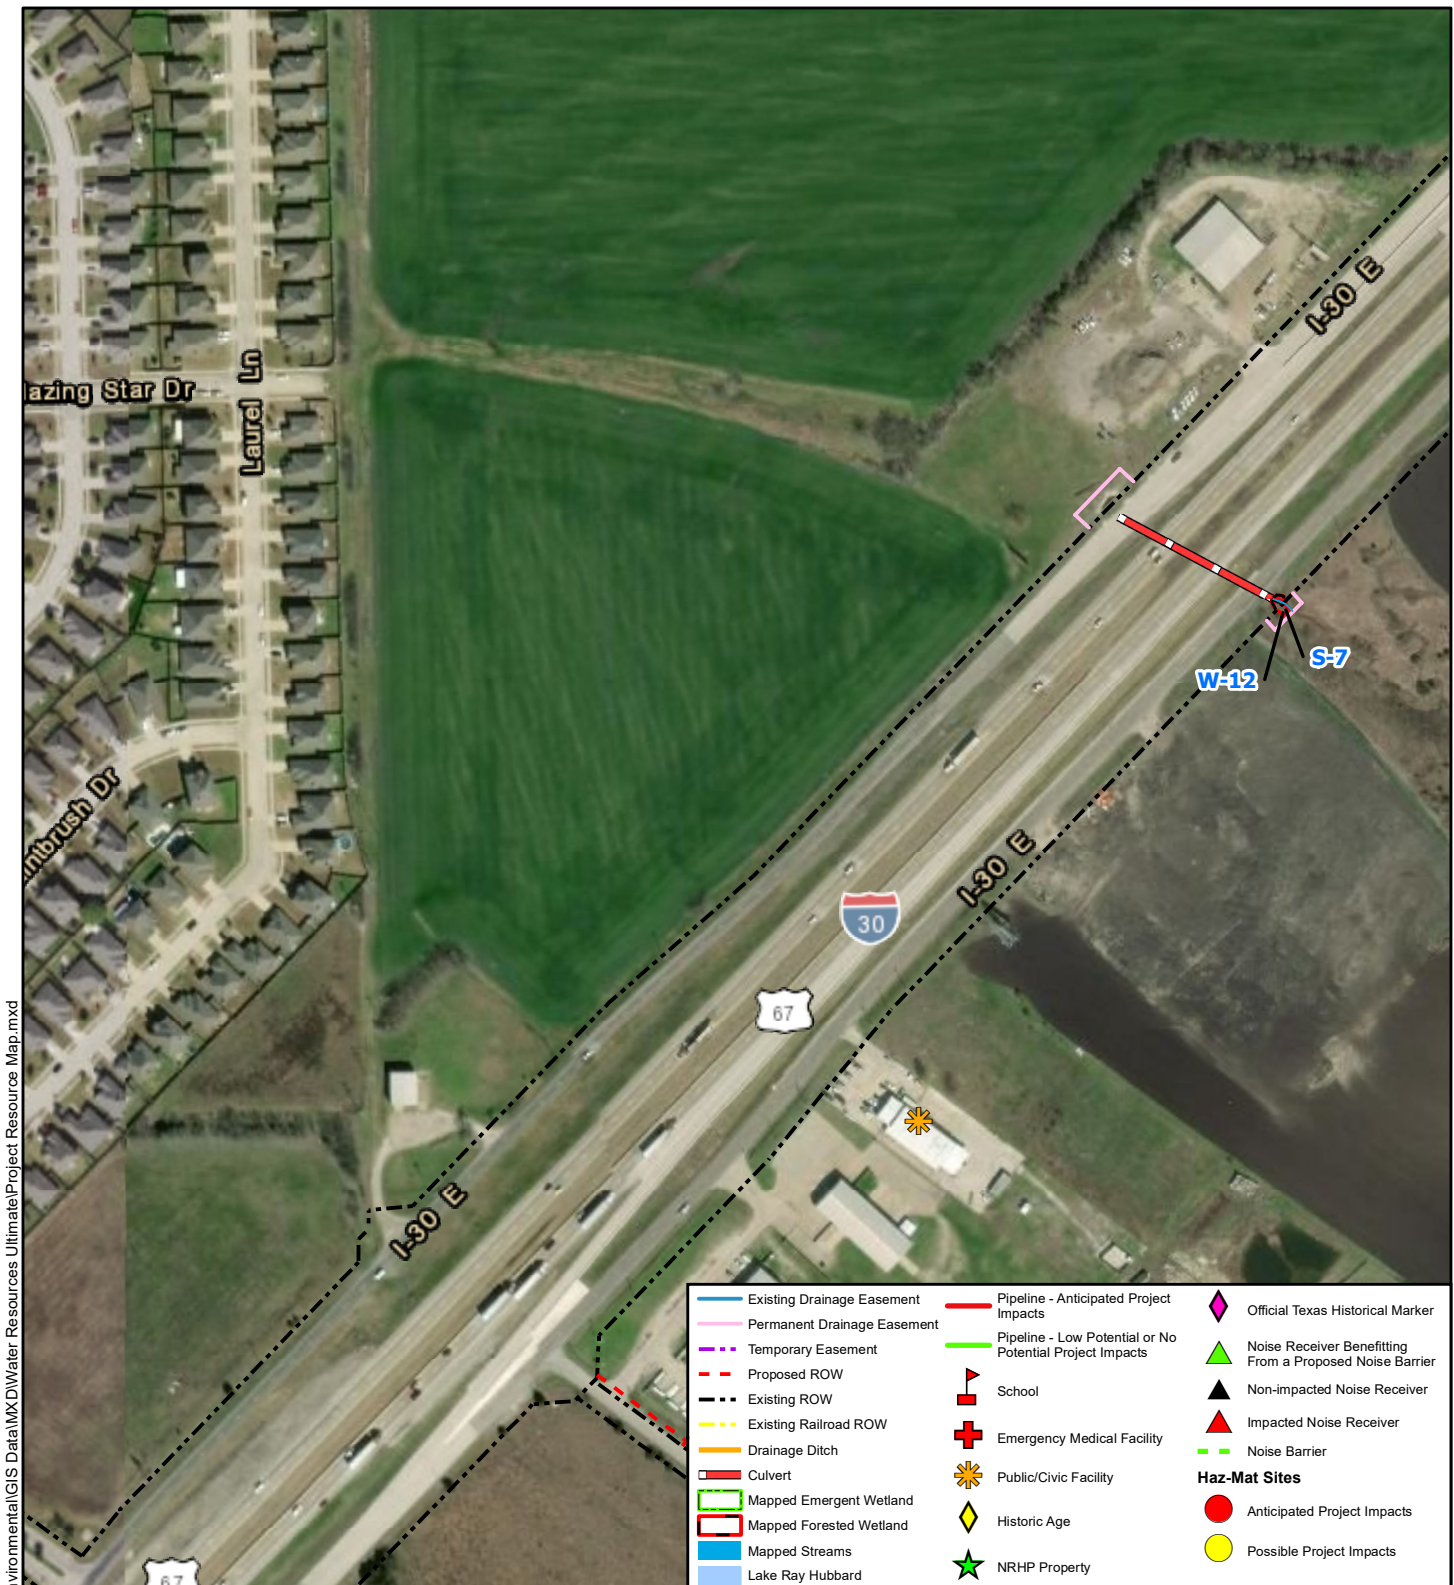 lazing Star Dr
Laurel Ln
I-30 E
S-7
W-12
ntbrush Dr
I-30 E
30
67
I-30 E
67
vironmental\GIS Data\MXD\Water Resources Ultimate\Project Resource Map.mxd
Existing Drainage Easement
Permanent Drainage Easement
Temporary Easement
Proposed ROW
Existing ROW
Existing Railroad ROW
Drainage Ditch
Culvert
Mapped Emergent Wetland
Mapped Forested Wetland
Mapped Streams
Lake Ray Hubbard
Pipeline - Anticipated Project
Impacts
Pipeline - Low Potential or No
Potential Project Impacts
School
Emergency Medical Facility
Public/Civic Facility
Historic Age
NRHP Property
Official Texas Historical Marker
Noise Receiver Benefitting
From a Proposed Noise Barrier
Non-impacted Noise Receiver
Impacted Noise Receiver
Noise Barrier
Haz-Mat Sites
Anticipated Project Impacts
Possible Project Impacts